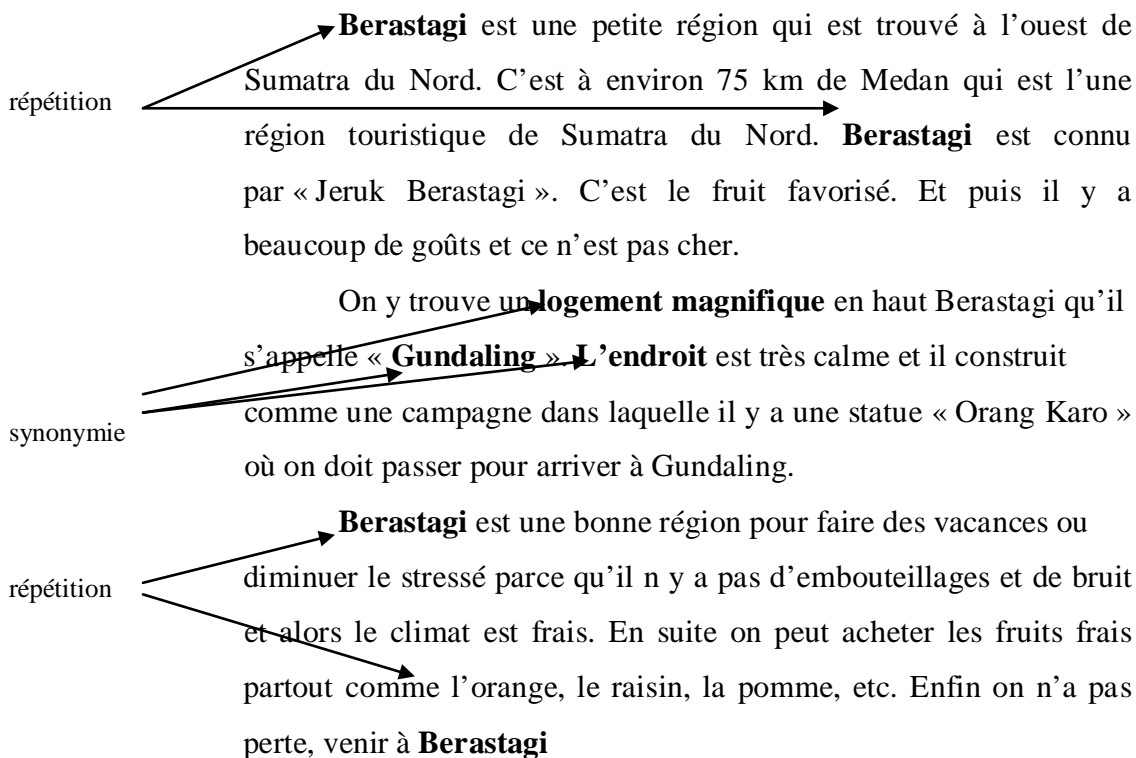 Berastagi est une petite région qui est trouvé à l’ouest de
Sumatra du Nord. C’est à environ 75 km de Medan qui est l’une
répétition
région touristique de Sumatra du Nord. Berastagi est connu
par « Jeruk Berastagi ». C’est le fruit favorisé. Et puis il y a
beaucoup de goûts et ce n’est pas cher.
On y trouve un logement magnifique en haut Berastagi qu’il
s’appelle « Gundaling ». L’endroit est très calme et il construit
comme une campagne dans laquelle il y a une statue « Orang Karo »
synonymie
où on doit passer pour arriver à Gundaling.
Berastagi est une bonne région pour faire des vacances ou
diminuer le stressé parce qu’il n y a pas d’embouteillages et de bruit
répétition
et alors le climat est frais. En suite on peut acheter les fruits frais
partout comme l’orange, le raisin, la pomme, etc. Enfin on n’a pas
perte, venir à Berastagi